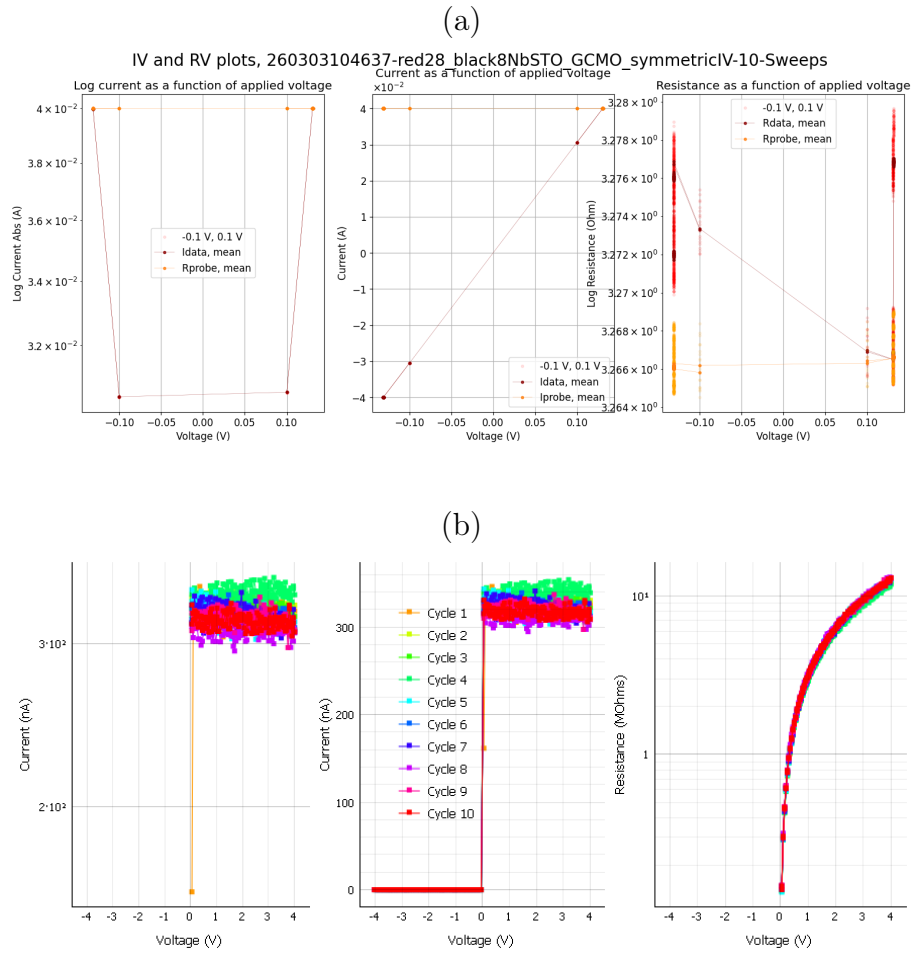 (a)
IV and RV plots, 260303104637-red28_black8NbSTO_GCMO_symmetricIV-10-Sweeps
Log current as a function of applied voltage
4 × 10⁻²
3.8 × 10⁻²
3.6 × 10⁻²
3.4 × 10⁻²
3.2 × 10⁻²
Log Current Abs (A)
-0.1 V, 0.1 V
Idata, mean
Rprobe, mean
−0.10 −0.05 0.00 0.05 0.10
Voltage (V)
Current as a function of applied voltage
×10⁻²
4
3
2
1
0
−1
−2
−3
−4
Current (A)
-0.1 V, 0.1 V
Idata, mean
Iprobe, mean
−0.10 −0.05 0.00 0.05 0.10
Voltage (V)
Resistance as a function of applied voltage
3.28 × 10⁰
3.278 × 10⁰
3.276 × 10⁰
3.274 × 10⁰
3.272 × 10⁰
3.27 × 10⁰
3.268 × 10⁰
3.266 × 10⁰
3.264 × 10⁰
Log Resistance (Ohm)
-0.1 V, 0.1 V
Rdata, mean
Rprobe, mean
−0.10 −0.05 0.00 0.05 0.10
Voltage (V)
(b)
3·10²
2·10²
Current (nA)
-4 -3 -2 -1 0 1 2 3 4
Voltage (V)
300
200
100
0
Current (nA)
Cycle 1
Cycle 2
Cycle 3
Cycle 4
Cycle 5
Cycle 6
Cycle 7
Cycle 8
Cycle 9
Cycle 10
-4 -3 -2 -1 0 1 2 3 4
Voltage (V)
10¹
1
Resistance (MOhms)
-4 -3 -2 -1 0 1 2 3 4
Voltage (V)